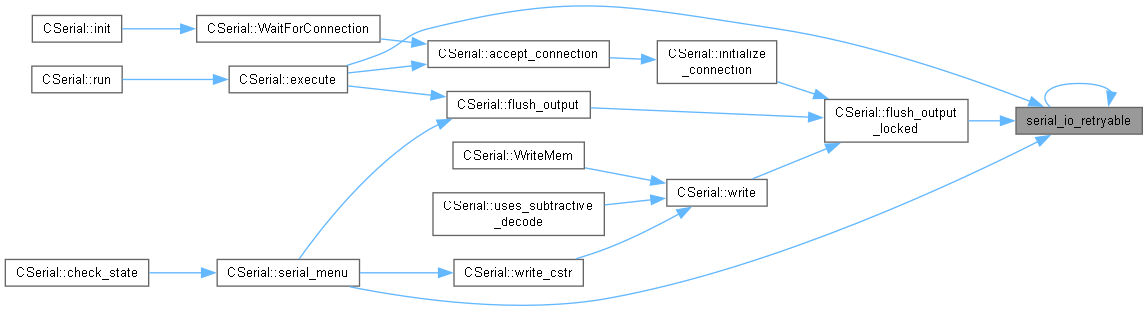 CSerial::init
CSerial::WaitForConnection
CSerial::run
CSerial::execute
CSerial::accept_connection
CSerial::initialize
_connection
CSerial::flush_output
CSerial::flush_output
_locked
serial_io_retryable
CSerial::WriteMem
CSerial::write
CSerial::uses_subtractive
_decode
CSerial::check_state
CSerial::serial_menu
CSerial::write_cstr